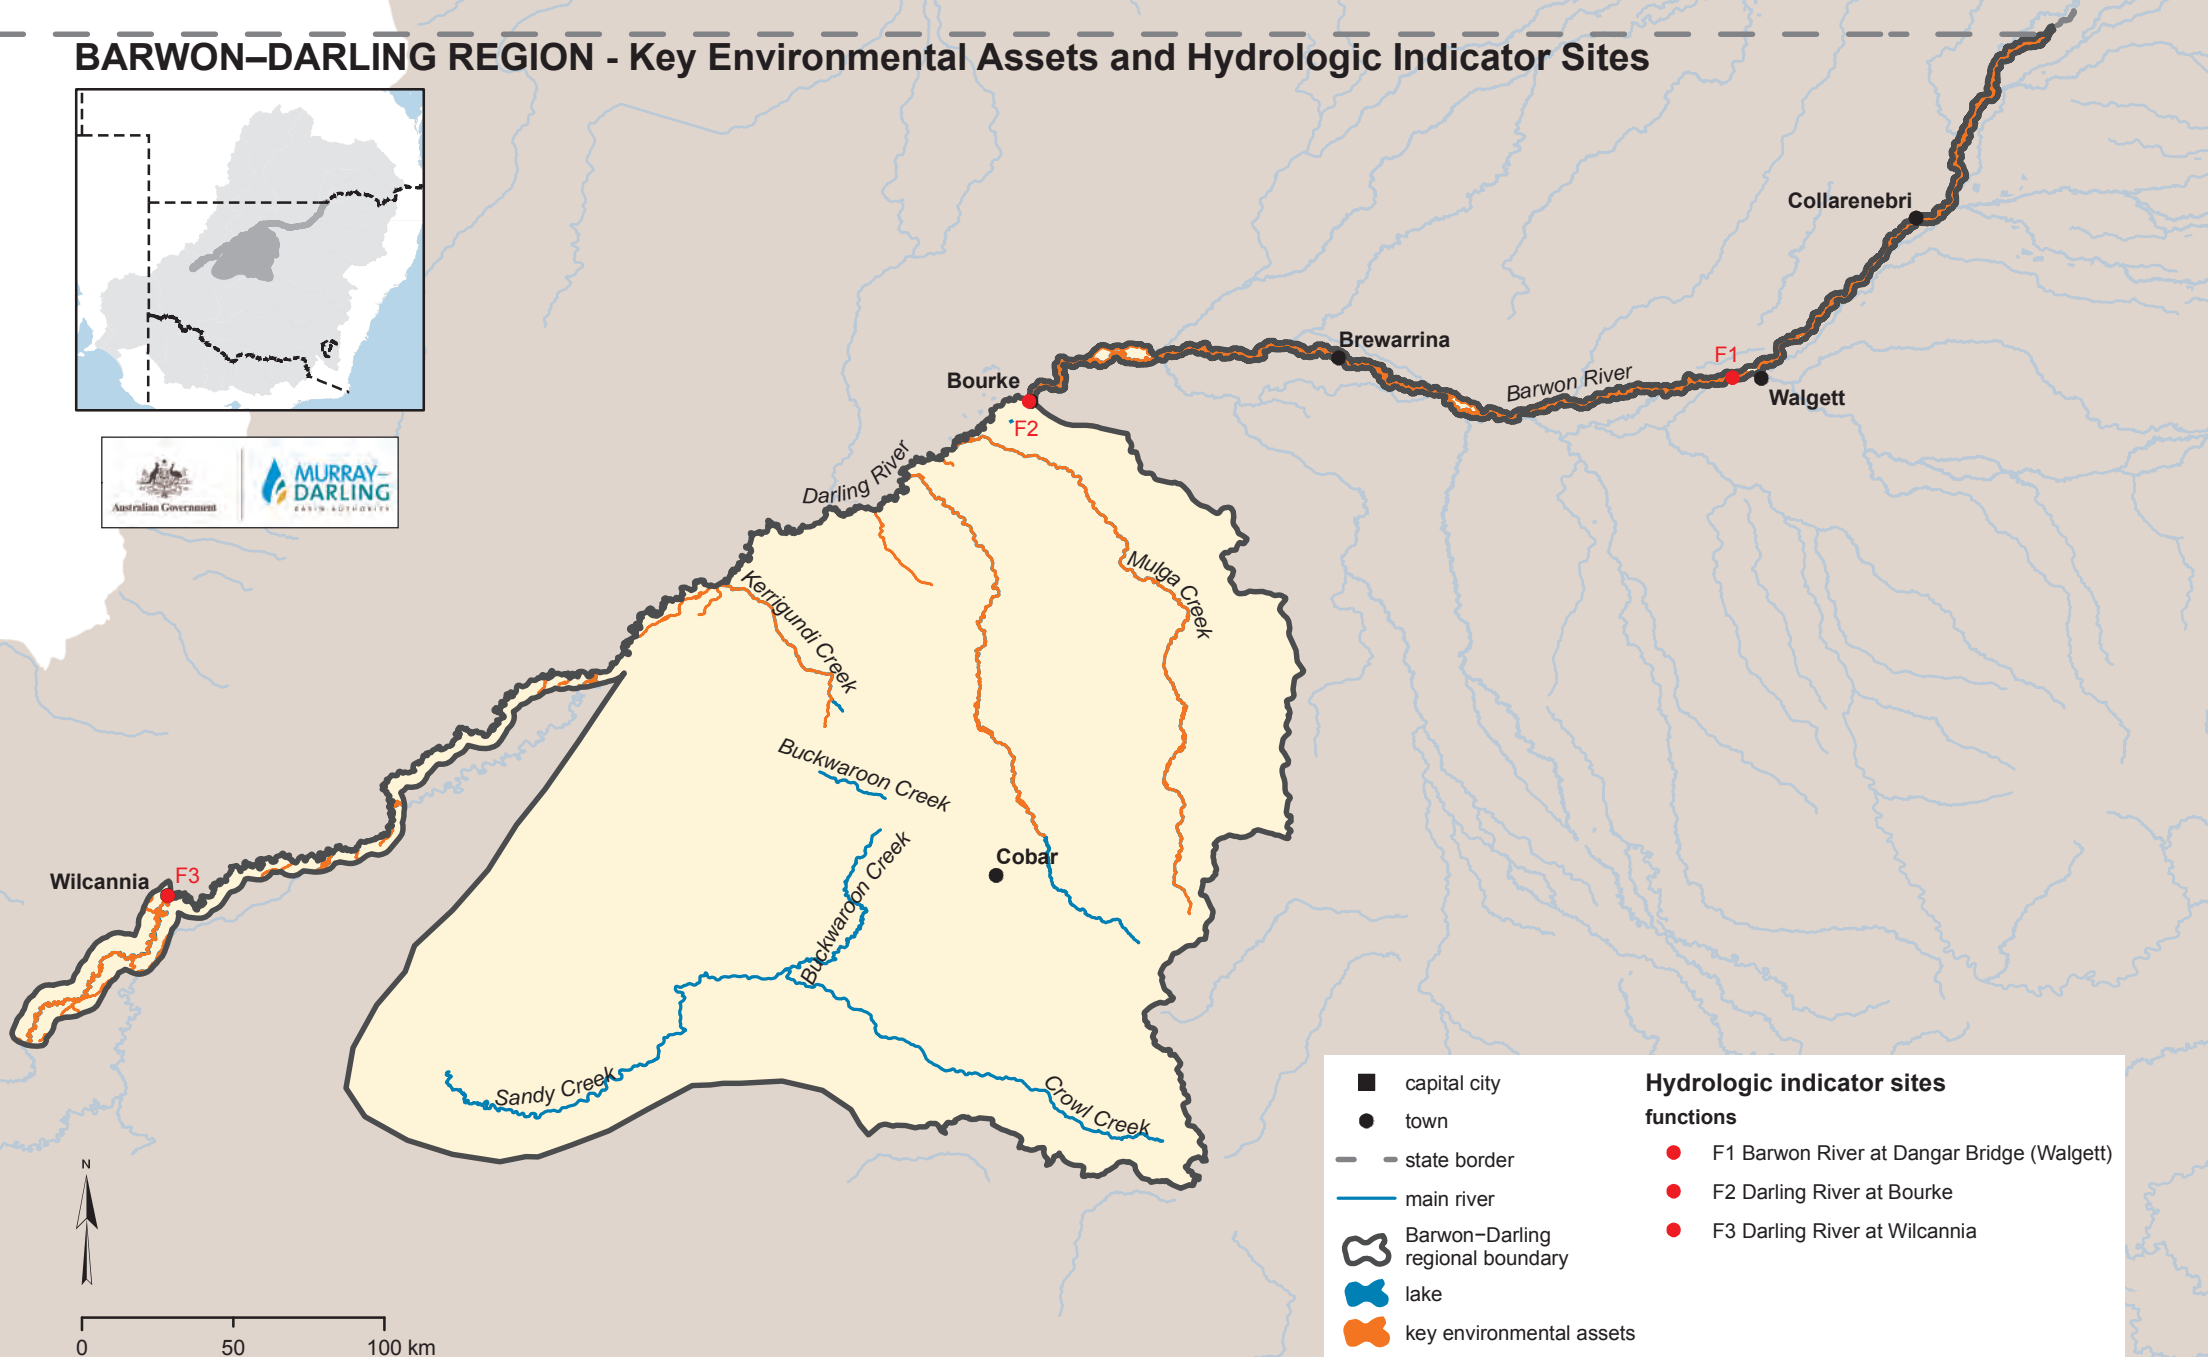 BARWON–DARLING REGION - Key Environmental Assets and Hydrologic Indicator Sites
Australian Government
MURRAY–
DARLING
BASIN AUTHORITY
Collarenebri
Brewarrina
F1
Barwon River
Walgett
Bourke
F2
Darling River
Mulga Creek
Kerrigundi Creek
Buckwaroon Creek
Buckwaroon Creek
Cobar
Wilcannia
F3
Sandy Creek
Crowl Creek
N
0 50 100 km
capital city
town
state border
main river
Barwon–Darling
regional boundary
lake
key environmental assets
Hydrologic indicator sites
functions
F1 Barwon River at Dangar Bridge (Walgett)
F2 Darling River at Bourke
F3 Darling River at Wilcannia